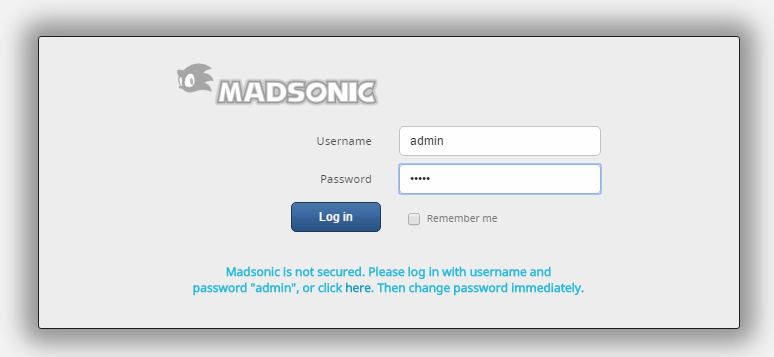 MADSONIC
Username admin
Password •••••
Log in Remember me
Madsonic is not secured. Please log in with username and
password "admin", or click here. Then change password immediately.